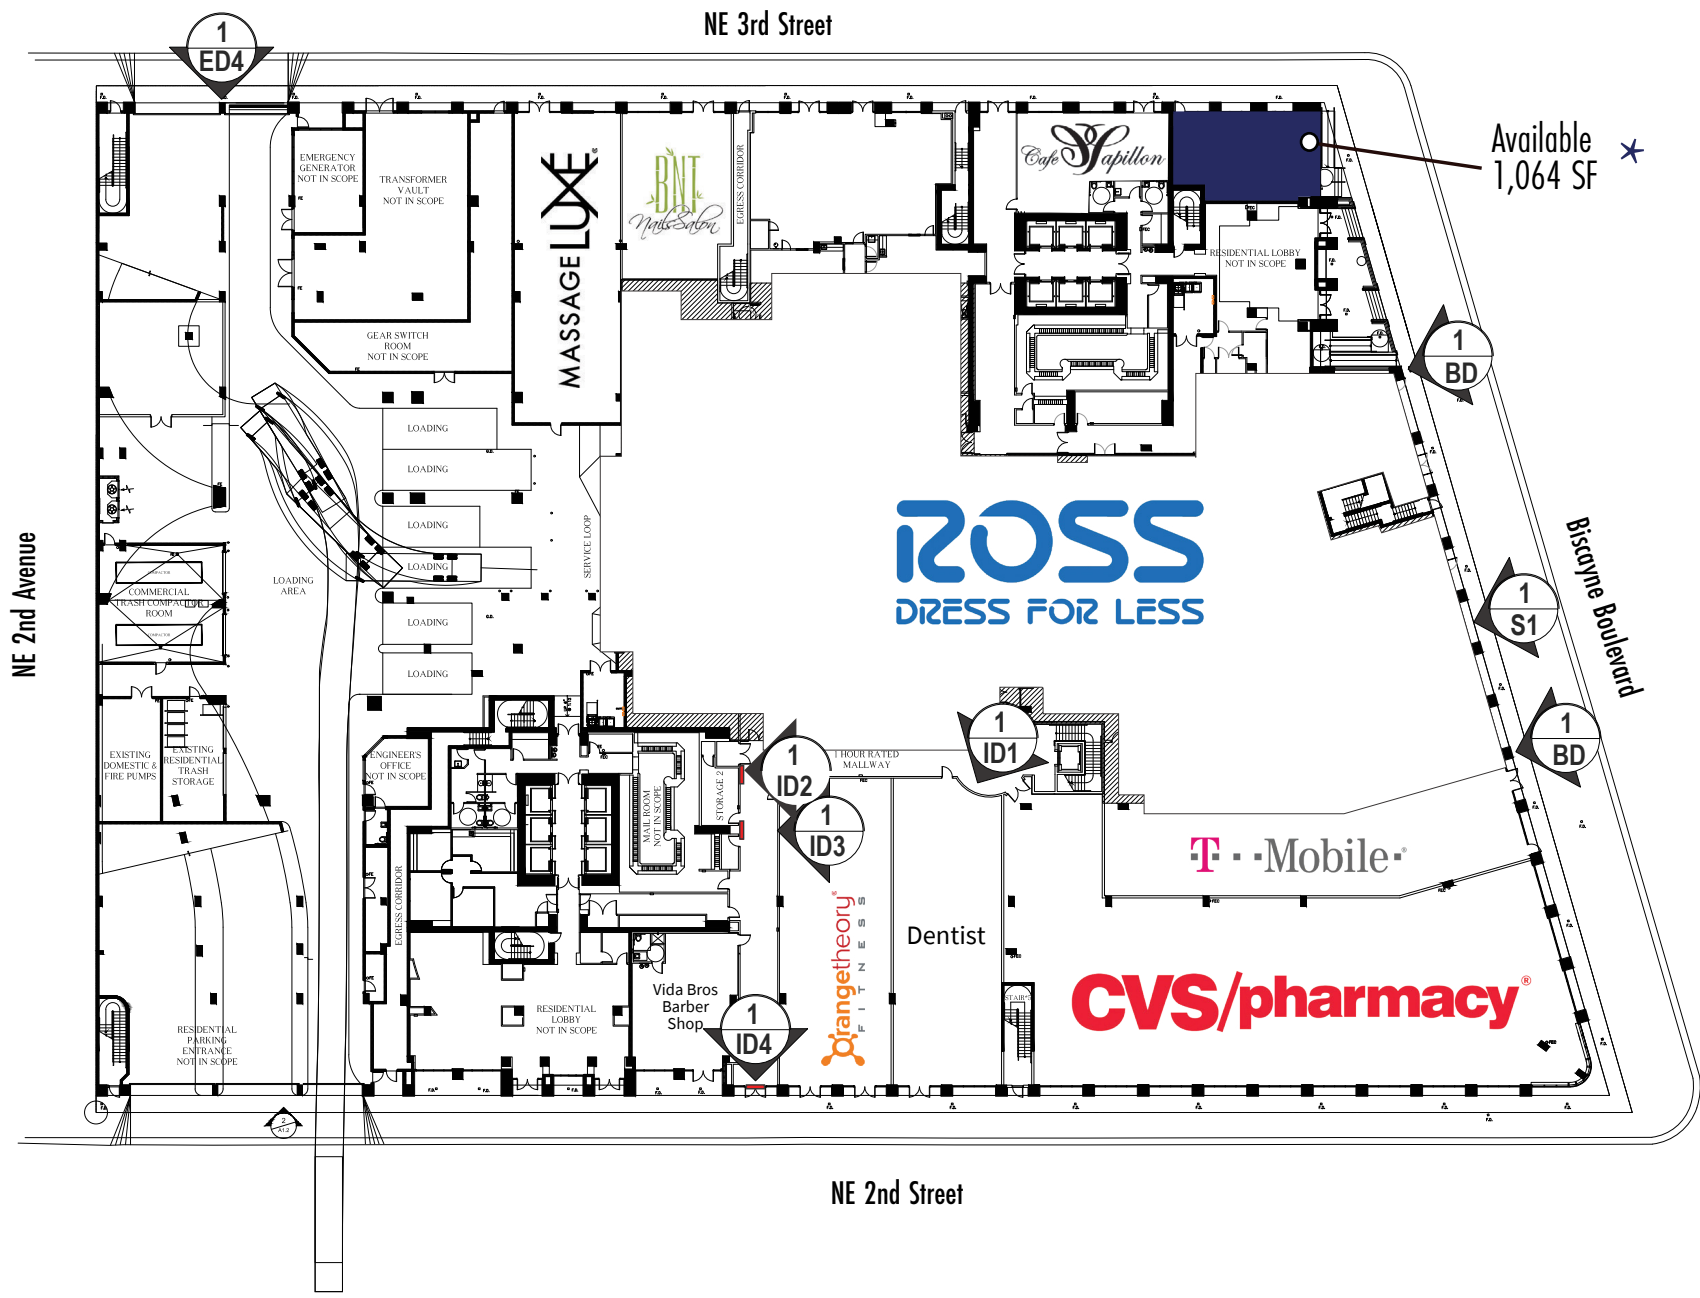 NE 3rd Street
1
ED4
Available
1,064 SF
EMERGENCY
GENERATOR
NOT IN SCOPE
TRANSFORMER
VAULT
NOT IN SCOPE
MASSAGE LUXE
BNT
Nails Salon
EGRESS CORRIDOR
Cafe Papillon
RESIDENTIAL LOBBY
NOT IN SCOPE
GEAR SWITCH
ROOM
NOT IN SCOPE
1
BD
LOADING
LOADING
LOADING
LOADING
LOADING
LOADING
SERVICE LOOP
LOADING
AREA
ROSS
DRESS FOR LESS
NE 2nd Avenue
Biscayne Boulevard
COMPACTOR
COMMERCIAL
TRASH COMPACTOR
ROOM
COMPACTOR
1
S1
1
BD
EXISTING
DOMESTIC &
FIRE PUMPS
EXISTING
RESIDENTIAL
TRASH
STORAGE
ENGINEER'S
OFFICE
NOT IN SCOPE
MAIL ROOM
NOT IN SCOPE
STORAGE 2
1
ID2
1 HOUR RATED
MALLWAY
1
ID1
1
ID3
T··Mobile·®
EGRESS CORRIDOR
Orangetheory®
FITNESS
Dentist
CVS/pharmacy®
STAIR
Vida Bros
Barber
Shop
RESIDENTIAL
LOBBY
NOT IN SCOPE
RESIDENTIAL
PARKING
ENTRANCE
NOT IN SCOPE
1
ID4
2
A1.2
NE 2nd Street